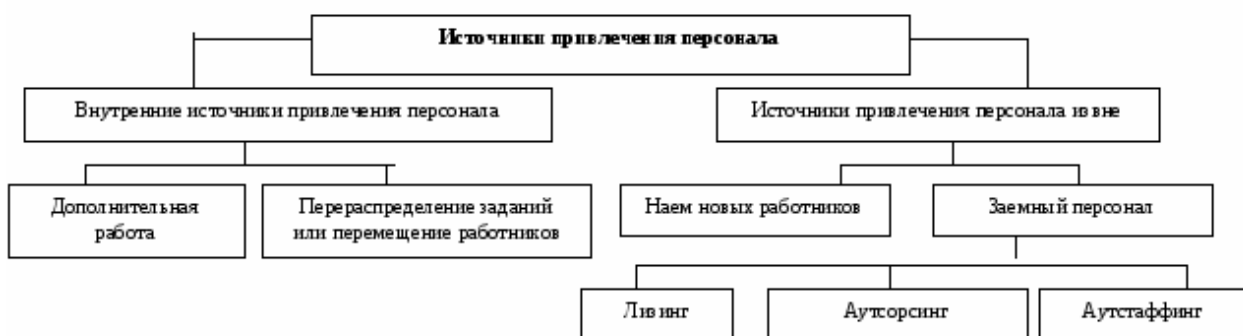 Источники привлечения персонала
Внутренние источники привлечения персонала
Источники привлечения персонала извне
Дополнительная
работа
Перераспределение заданий
или перемещение работников
Наем новых работников
Заемный персонал
Лизинг
Аутсорсинг
Аутстаффинг